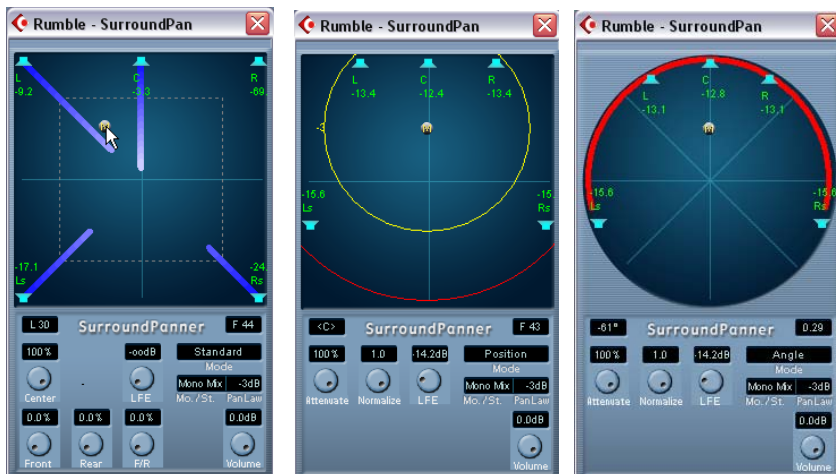 Rumble - SurroundPan
L
-9.2
C
-3.3
R
-69.
-17.1
Ls
-24.
Rs
L 30
SurroundPanner
F 44
100%
-oodB
Standard
Mode
Center
LFE
Mono Mix
-3dB
Mo./St.
PanLaw
0.0%
0.0%
0.0%
0.0dB
Front
Rear
F/R
Volume
Rumble - SurroundPan
L
-13.4
C
-12.4
R
-13.4
-3
-15.6
Ls
-15.
Rs
<C>
SurroundPanner
F 43
100%
1.0
-14.2dB
Position
Mode
Attenuate
Normalize
LFE
Mono Mix
-3dB
Mo./St.
PanLaw
0.0dB
Volume
Rumble - SurroundPan
L
-13.1
C
-12.8
R
-13.1
-15.6
Ls
-15.6
Rs
-61°
SurroundPanner
0.29
100%
1.0
-14.2dB
Angle
Mode
Attenuate
Normalize
LFE
Mono Mix
-3dB
Mo./St.
PanLaw
0.0dB
Volume